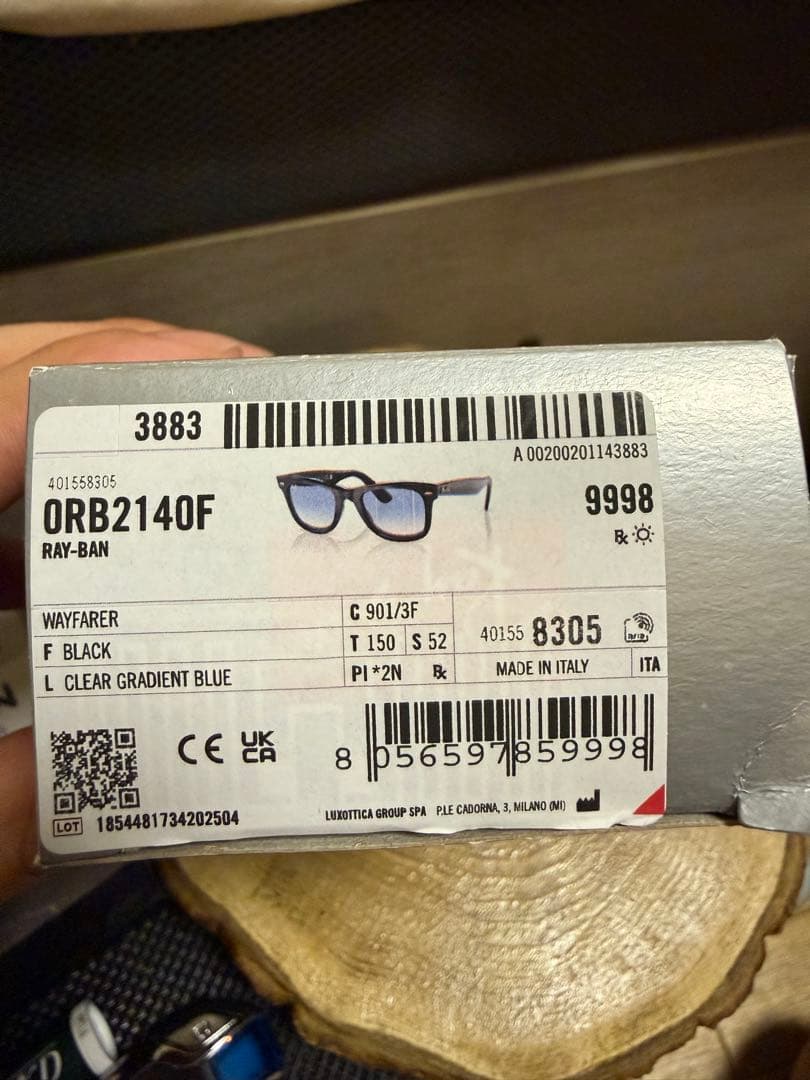 3883
A 00200201143883
401558305
0RB2140F
RAY-BAN
9998
Rx
WAYFARER
F BLACK
L CLEAR GRADIENT BLUE
C 901/3F
T 150 S 52
PI *2N Rx
40155 8305
MADE IN ITALY
ITA
CE UK CA
8 056597 859998
LOT 1854481734202504
LUXOTTICA GROUP SPA P.LE CADORNA, 3, MILANO (MI)